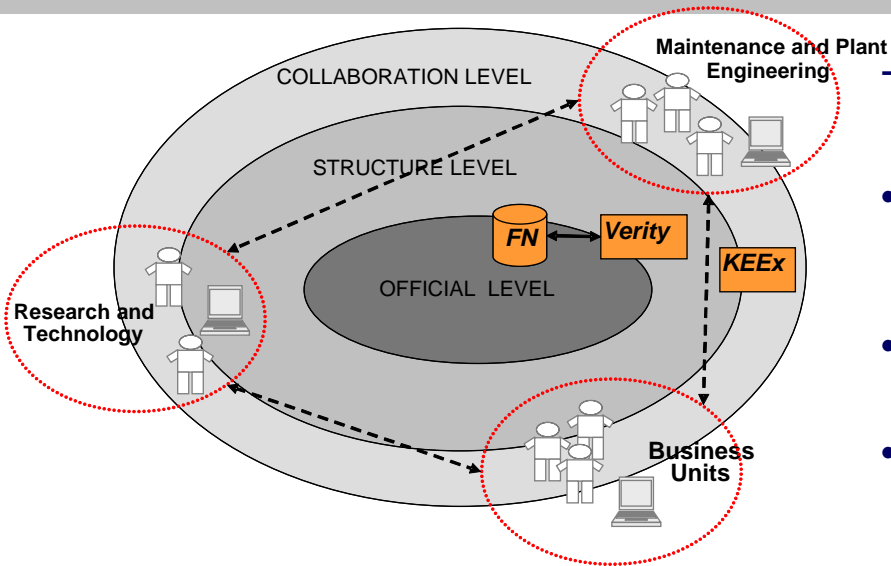 Maintenance and Plant
Engineering
COLLABORATION LEVEL
STRUCTURE LEVEL
FN
Verity
KEEx
OFFICIAL LEVEL
Research and
Technology
Business
Units